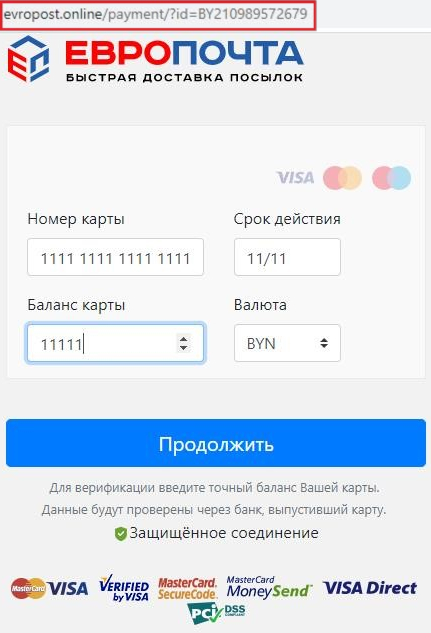 evropost.online/payment/?id=BY210989572679
ЕВРОПОЧТА
БЫСТРАЯ ДОСТАВКА ПОСЫЛОК
VISA
Номер карты Срок действия
1111 1111 1111 1111 11/11
Баланс карты Валюта
11111 BYN
Продолжить
Для верификации введите точный баланс Вашей карты.
Данные будут проверены через банк, выпустивший карту.
Защищённое соединение
MasterCard VISA VERIFIED by VISA MasterCard. SecureCode. MasterCard MoneySend VISA Direct
PCI DSS COMPLIANT